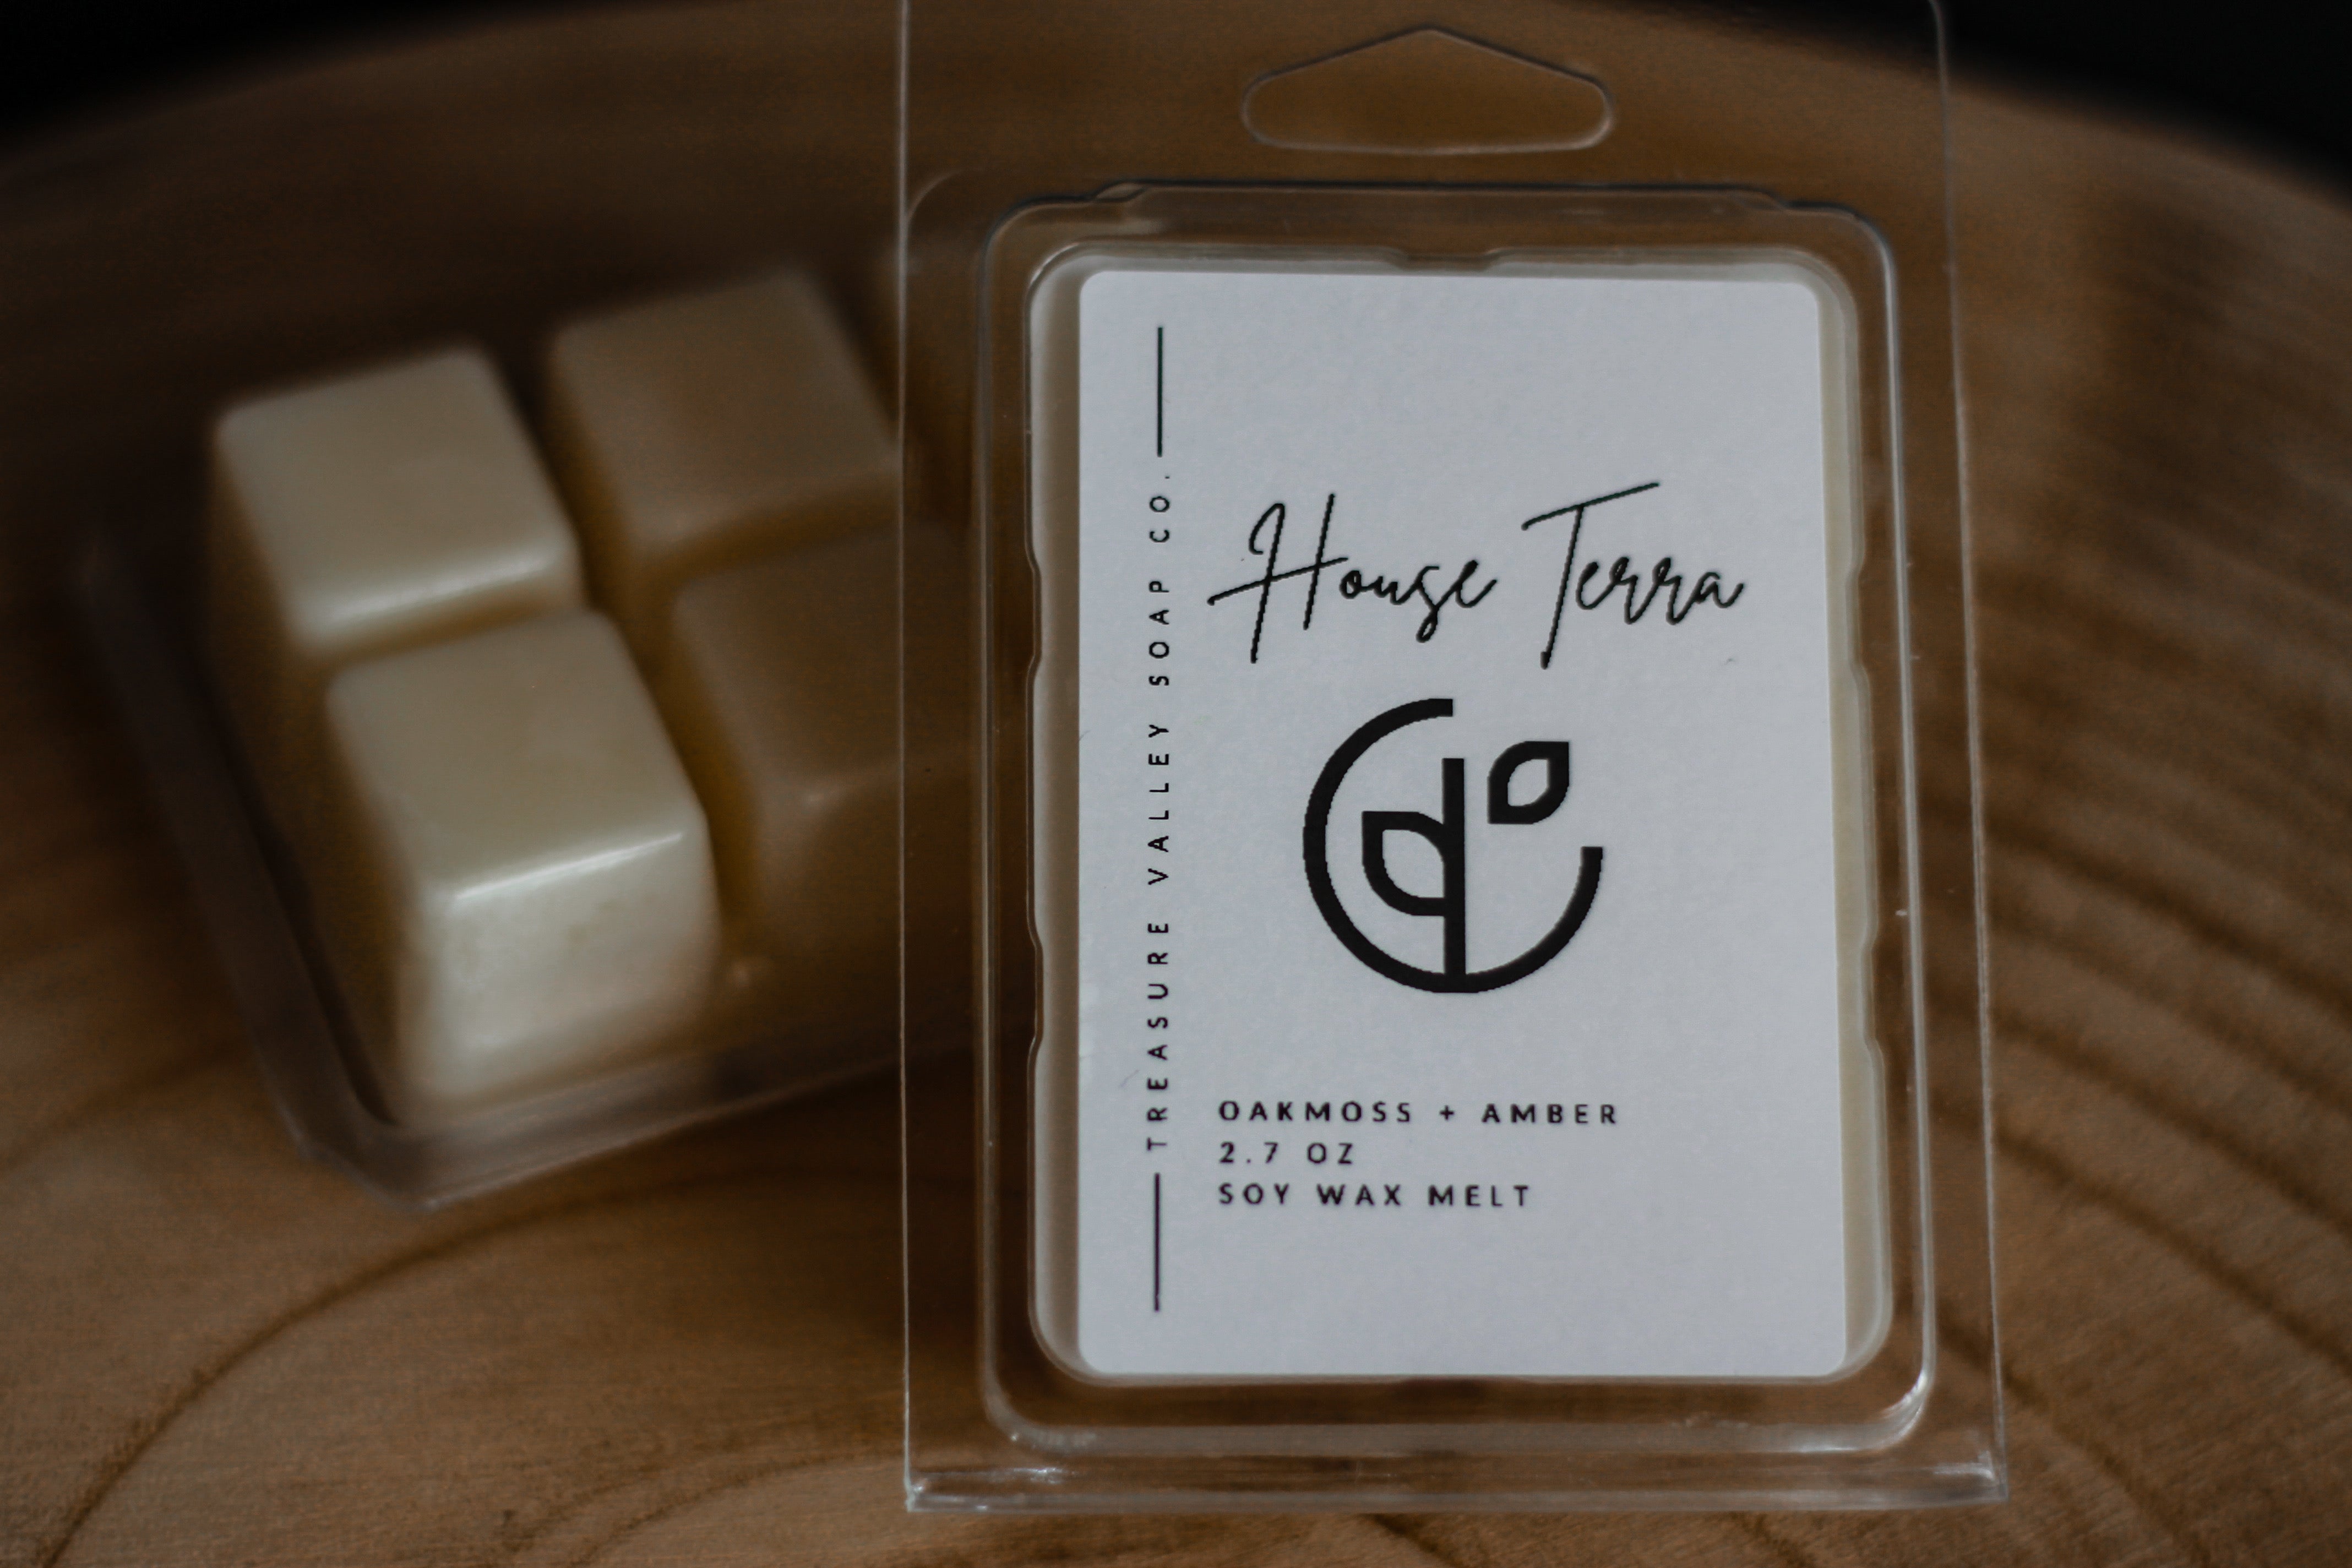 TREASURE VALLEY SOAP CO.
House Terra
OAKMOSS + AMBER
2.7 OZ
SOY WAX MELT